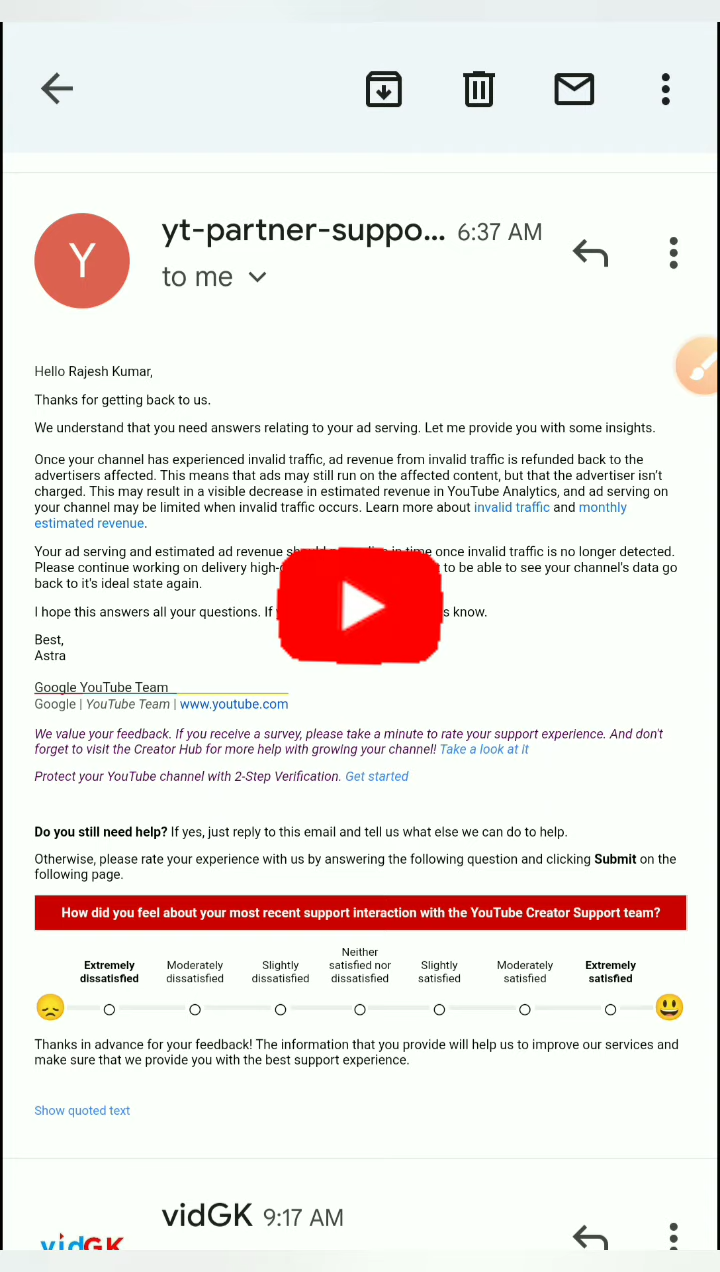 Y
yt-partner-suppo... 6:37 AM
to me
Hello Rajesh Kumar,
Thanks for getting back to us.
We understand that you need answers relating to your ad serving. Let me provide you with some insights.
Once your channel has experienced invalid traffic, ad revenue from invalid traffic is refunded back to the
advertisers affected. This means that ads may still run on the affected content, but that the advertiser isn't
charged. This may result in a visible decrease in estimated revenue in YouTube Analytics, and ad serving on
your channel may be limited when invalid traffic occurs. Learn more about invalid traffic and monthly
estimated revenue.
Your ad serving and estimated ad revenue in time once invalid traffic is no longer detected.
Please continue working on delivery to be able to see your channel's data go
back to it's ideal state again.
I hope this answers all your questions. If know.
Best,
Astra
Google YouTube Team
Google | YouTube Team | www.youtube.com
We value your feedback. If you receive a survey, please take a minute to rate your support experience. And don't
forget to visit the Creator Hub for more help with growing your channel! Take a look at it
Protect your YouTube channel with 2-Step Verification. Get started
Do you still need help? If yes, just reply to this email and tell us what else we can do to help.
Otherwise, please rate your experience with us by answering the following question and clicking Submit on the
following page.
How did you feel about your most recent support interaction with the YouTube Creator Support team?
Extremely dissatisfied
Moderately dissatisfied
Slightly dissatisfied
Neither satisfied nor dissatisfied
Slightly satisfied
Moderately satisfied
Extremely satisfied
Thanks in advance for your feedback! The information that you provide will help us to improve our services and
make sure that we provide you with the best support experience.
Show quoted text
vidGK 9:17 AM
vidGK